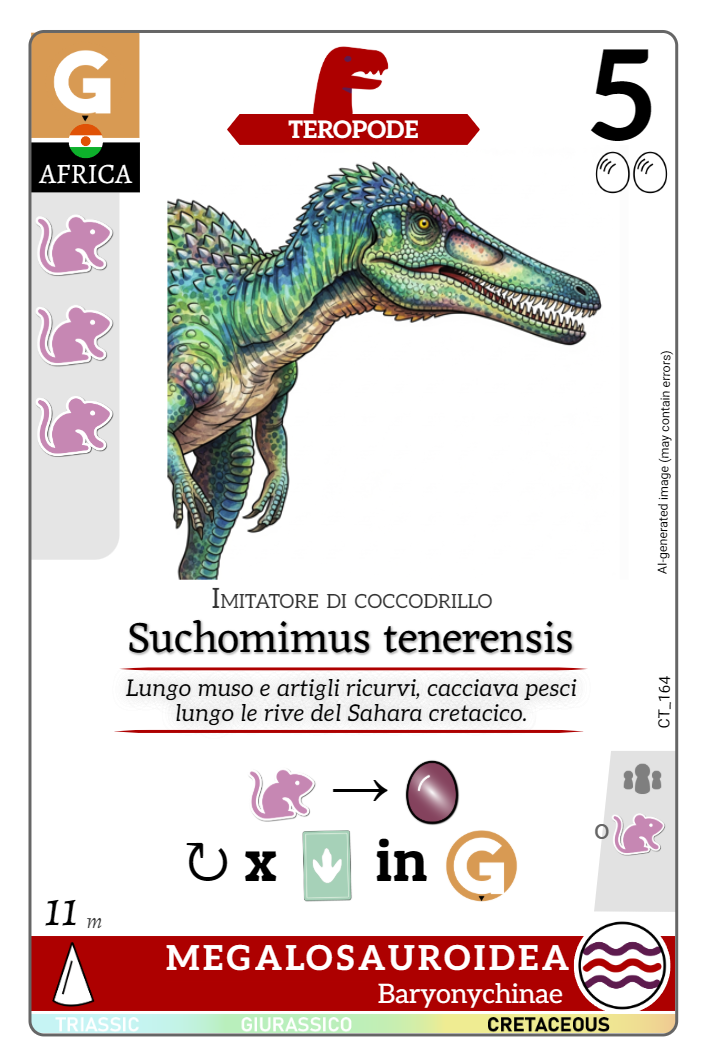 G
AFRICA
TEROPODE
5
AI-generated image (may contain errors)
IMITATORE DI COCCODRILLO
Suchomimus tenerensis
Lungo muso e artigli ricurvi, cacciava pesci
lungo le rive del Sahara cretacico.
CT_164
→
↻ x in G
o
11 m
MEGALOSAUROIDEA
Baryonychinae
TRIASSIC GIURASSICO CRETACEOUS